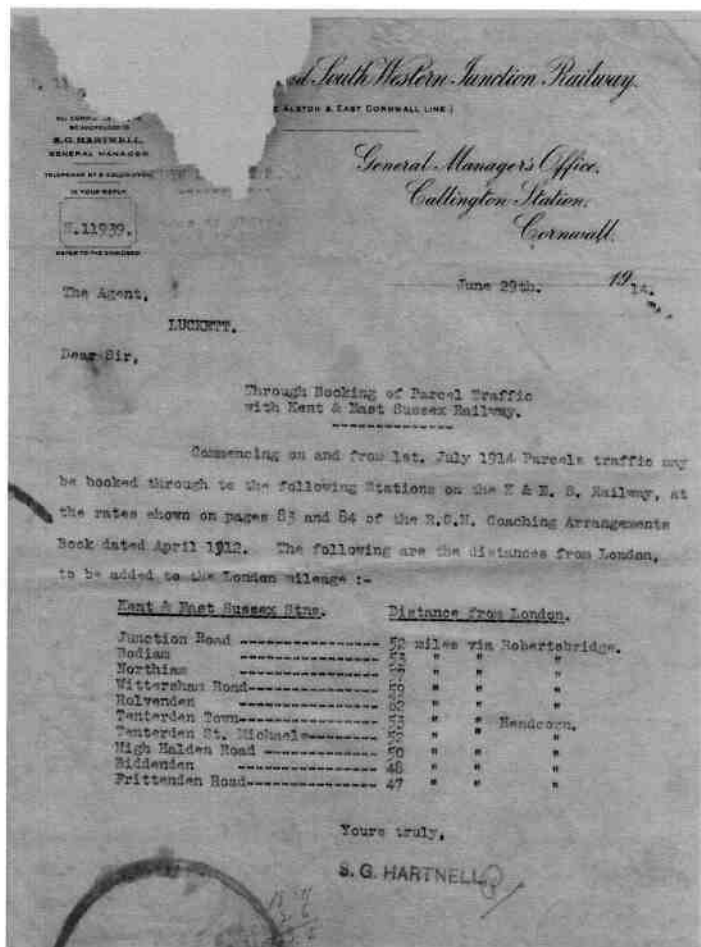 nd South Western Junction Railway.
ALSTON & EAST CORNWALL LINE)
S.G. HARTNELL,
GENERAL MANAGER
IN YOUR REPLY
11939.
General Manager's Office.
Callington Station.
Cornwall.
June 29th. 1914.
The Agent,
LUCKETT.
Dear Sir,
Through Booking of Parcel Traffic
with Kent & East Sussex Railway.
Commencing on and from 1st. July 1914 Parcels traffic may
be booked through to the following Stations on the K & E. S. Railway, at
the rates shown on pages 83 and 84 of the R.C.H. Coaching Arrangements
Book dated April 1912. The following are the distances from London,
to be added to the London mileage :-
Kent & East Sussex Stns. Distance from London.
Junction Road ---------------- 52 miles via Robertsbridge.
Bodiam ---------------- " " "
Northiam ---------------- " " "
Wittersham Road ---------------- " " "
Rolvenden ---------------- " " "
Tenterden Town ---------------- " " Headcorn.
Tenterden St. Michaels ---------------- " " "
High Halden Road ---------------- 50 " " "
Biddenden ---------------- 48 " " "
Frittenden Road ---------------- 47 " " "
Yours truly,
S. G. HARTNELL